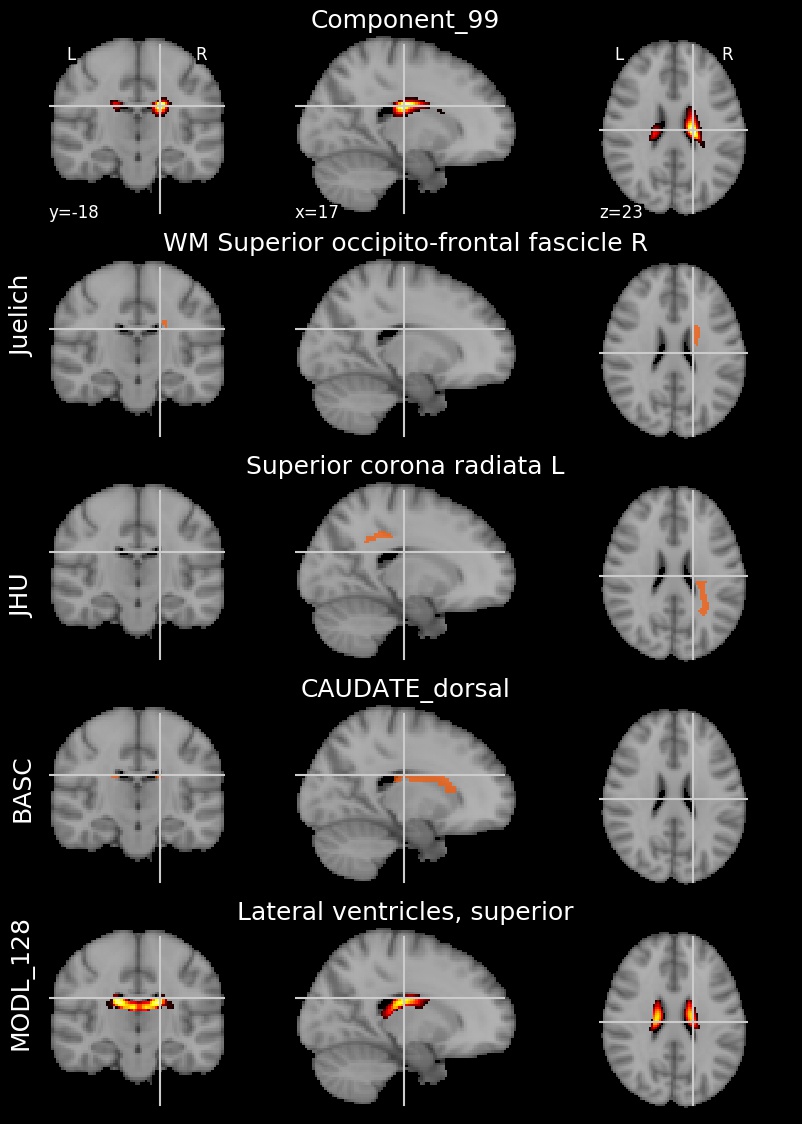 Component_99
L R L R
y=-18 x=17 z=23
WM Superior occipito-frontal fascicle R
Juelich
Superior corona radiata L
JHU
CAUDATE_dorsal
BASC
Lateral ventricles, superior
MODL_128